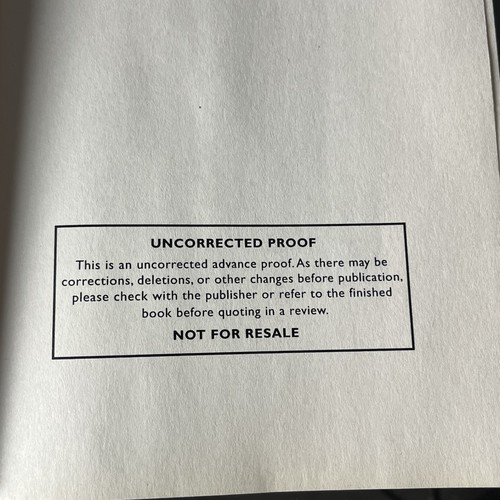 UNCORRECTED PROOF
This is an uncorrected advance proof. As there may be
corrections, deletions, or other changes before publication,
please check with the publisher or refer to the finished
book before quoting in a review.
NOT FOR RESALE